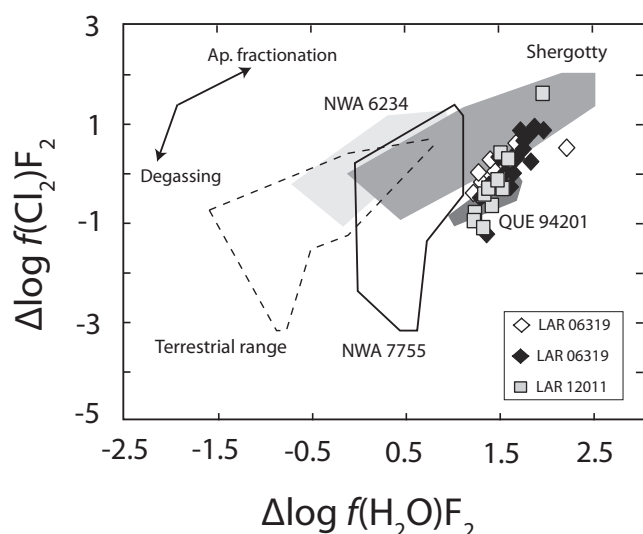 3
1
-1
-3
-5
-2.5
-1.5
-0.5
0.5
1.5
2.5
Δlog f(Cl₂)F₂
Δlog f(H₂O)F₂
Ap. fractionation
Degassing
Shergotty
NWA 6234
QUE 94201
Terrestrial range
NWA 7755
LAR 06319
LAR 06319
LAR 12011